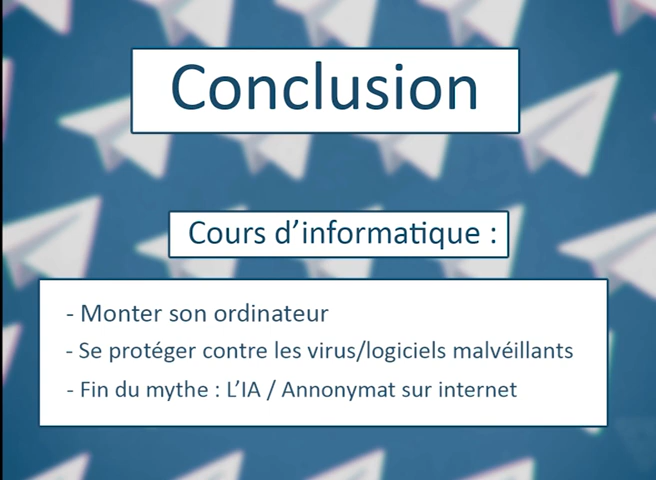 Conclusion
Cours d’informatique :
- Monter son ordinateur
- Se protéger contre les virus/logiciels malvéillants
- Fin du mythe : L’IA / Annonymat sur internet